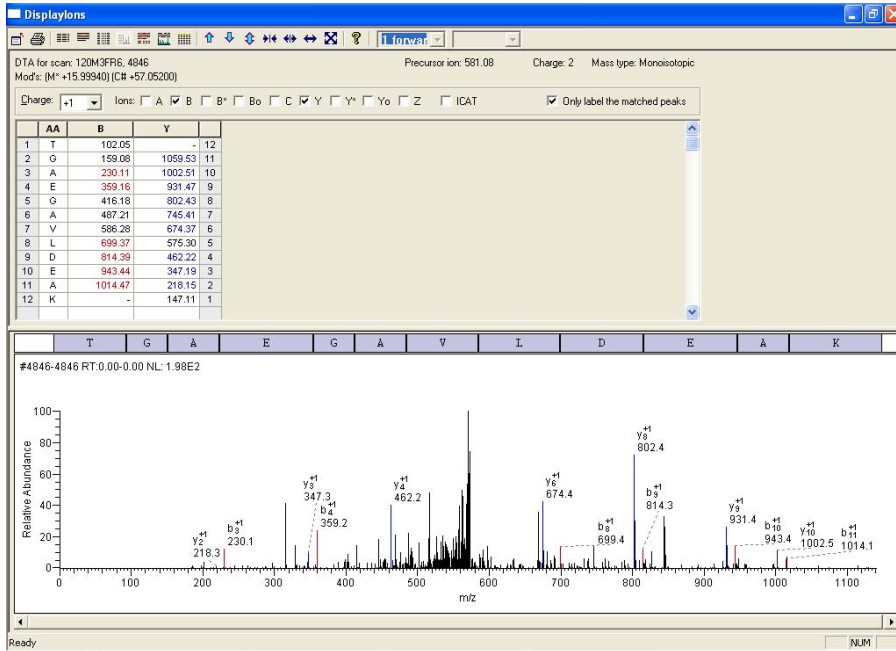 DisplayIons
1 forwar
DTA for scan: 120M3FR6, 4846 Precursor ion: 581.08 Charge: 2 Mass type: Monoisotopic
Mod's: (M* +15.99940) (C# +57.05200)
Charge: +1 Ions: A B B* Bo C Y Y* Yo Z ICAT Only label the matched peaks
AA B Y
1 T 102.05 - 12
2 G 159.08 1059.53 11
3 A 230.11 1002.51 10
4 E 359.16 931.47 9
5 G 416.18 802.43 8
6 A 487.21 745.41 7
7 V 586.28 674.37 6
8 L 699.37 575.30 5
9 D 814.39 462.22 4
10 E 943.44 347.19 3
11 A 1014.47 218.15 2
12 K - 147.11 1
T G A E G A V L D E A K
#4846-4846 RT:0.00-0.00 NL: 1.98E2
Relative Abundance
100
80
60
40
20
0
y2+1
218.3
b3+1
230.1
y3+1
347.3
b4+1
359.2
y4+1
462.2
y6+1
674.4
b8+1
699.4
y8+1
802.4
b9+1
814.3
y9+1
931.4
b10+1
943.4
y10+1
1002.5
b11+1
1014.1
0 100 200 300 400 500 600 700 800 900 1000 1100
m/z
Ready NUM